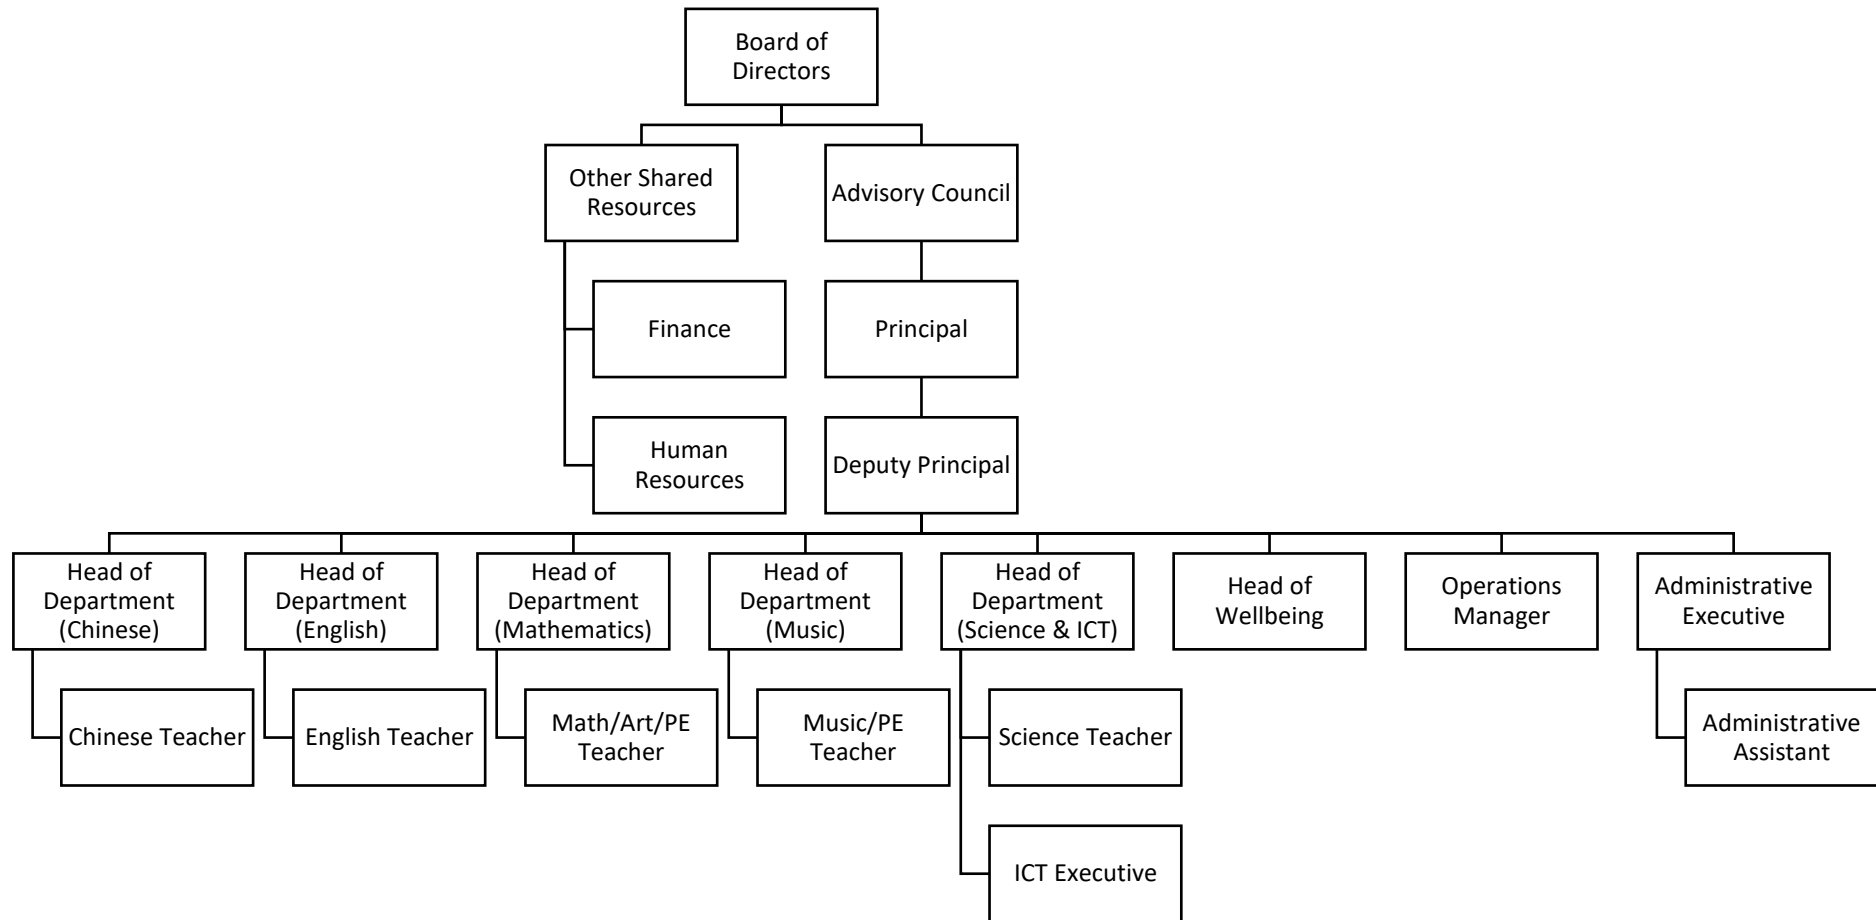 Board of
Directors
Other Shared
Resources
Advisory Council
Finance
Principal
Human
Resources
Deputy Principal
Head of
Department
(Chinese)
Head of
Department
(English)
Head of
Department
(Mathematics)
Head of
Department
(Music)
Head of
Department
(Science & ICT)
Head of
Wellbeing
Operations
Manager
Administrative
Executive
Chinese Teacher
English Teacher
Math/Art/PE
Teacher
Music/PE
Teacher
Science Teacher
Administrative
Assistant
ICT Executive